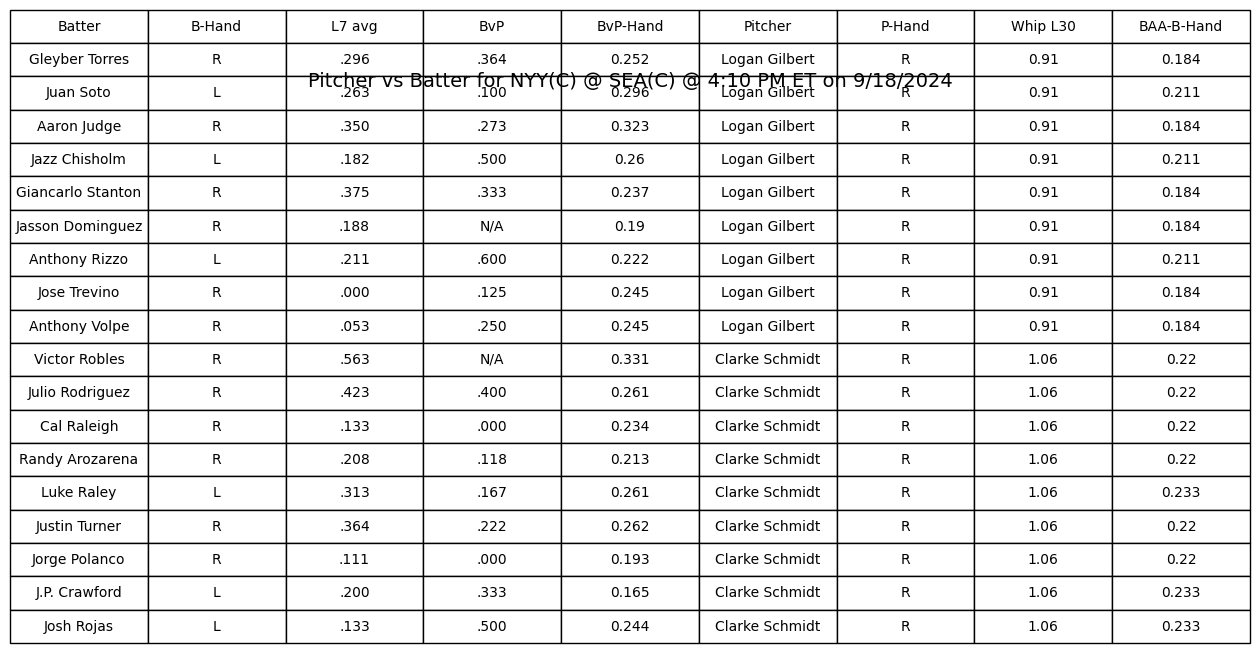 Batter B-Hand L7 avg BvP BvP-Hand Pitcher P-Hand Whip L30 BAA-B-Hand
Gleyber Torres R .296 .364 0.252 Logan Gilbert R 0.91 0.184
Pitcher vs Batter for NYY(C) @ SEA(C) @ 4:10 PM ET on 9/18/2024
Juan Soto L .263 .100 0.296 Logan Gilbert R 0.91 0.211
Aaron Judge R .350 .273 0.323 Logan Gilbert R 0.91 0.184
Jazz Chisholm L .182 .500 0.26 Logan Gilbert R 0.91 0.211
Giancarlo Stanton R .375 .333 0.237 Logan Gilbert R 0.91 0.184
Jasson Dominguez R .188 N/A 0.19 Logan Gilbert R 0.91 0.184
Anthony Rizzo L .211 .600 0.222 Logan Gilbert R 0.91 0.211
Jose Trevino R .000 .125 0.245 Logan Gilbert R 0.91 0.184
Anthony Volpe R .053 .250 0.245 Logan Gilbert R 0.91 0.184
Victor Robles R .563 N/A 0.331 Clarke Schmidt R 1.06 0.22
Julio Rodriguez R .423 .400 0.261 Clarke Schmidt R 1.06 0.22
Cal Raleigh R .133 .000 0.234 Clarke Schmidt R 1.06 0.22
Randy Arozarena R .208 .118 0.213 Clarke Schmidt R 1.06 0.22
Luke Raley L .313 .167 0.261 Clarke Schmidt R 1.06 0.233
Justin Turner R .364 .222 0.262 Clarke Schmidt R 1.06 0.22
Jorge Polanco R .111 .000 0.193 Clarke Schmidt R 1.06 0.22
J.P. Crawford L .200 .333 0.165 Clarke Schmidt R 1.06 0.233
Josh Rojas L .133 .500 0.244 Clarke Schmidt R 1.06 0.233